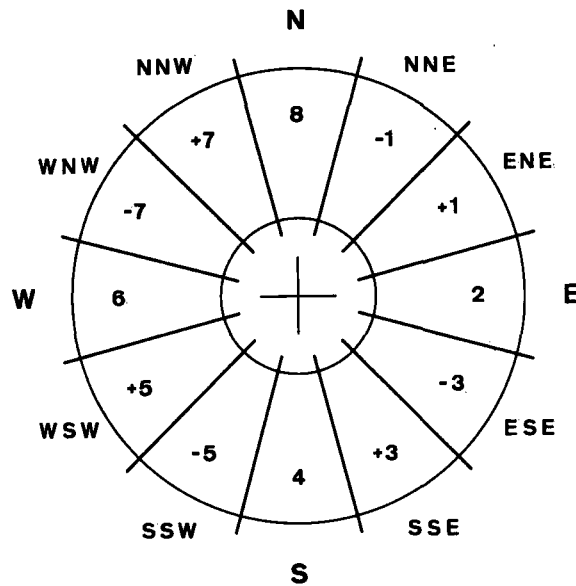 N
NNW NNE
8
+7 -1
WNW ENE
-7 +1
W 6 2 E
+5 -3
WSW ESE
-5 +3
4
SSW SSE
S